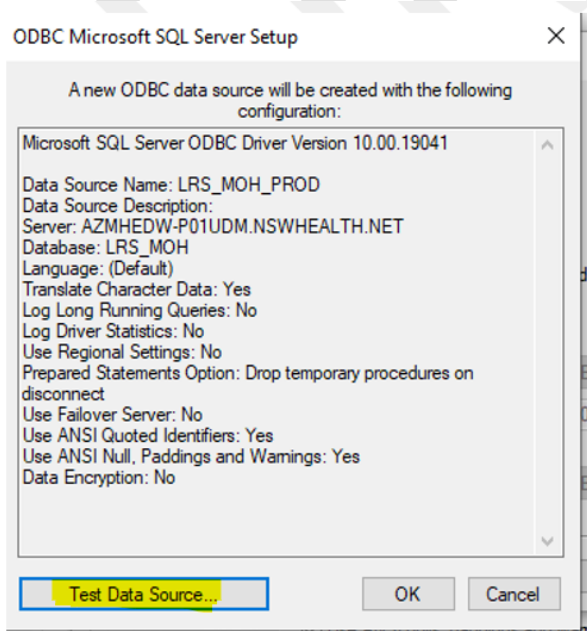 ODBC Microsoft SQL Server Setup
A new ODBC data source will be created with the following
configuration:
Microsoft SQL Server ODBC Driver Version 10.00.19041
Data Source Name: LRS_MOH_PROD
Data Source Description:
Server: AZMHEDW-P01UDM.NSWHEALTH.NET
Database: LRS_MOH
Language: (Default)
Translate Character Data: Yes
Log Long Running Queries: No
Log Driver Statistics: No
Use Regional Settings: No
Prepared Statements Option: Drop temporary procedures on
disconnect
Use Failover Server: No
Use ANSI Quoted Identifiers: Yes
Use ANSI Null, Paddings and Warnings: Yes
Data Encryption: No
Test Data Source...
OK
Cancel